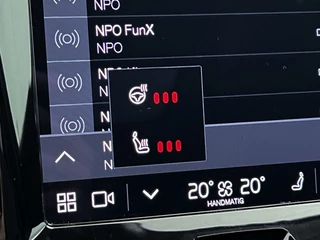 NPO
NPO FunX
NPO
20° 20°
HANDMATIG